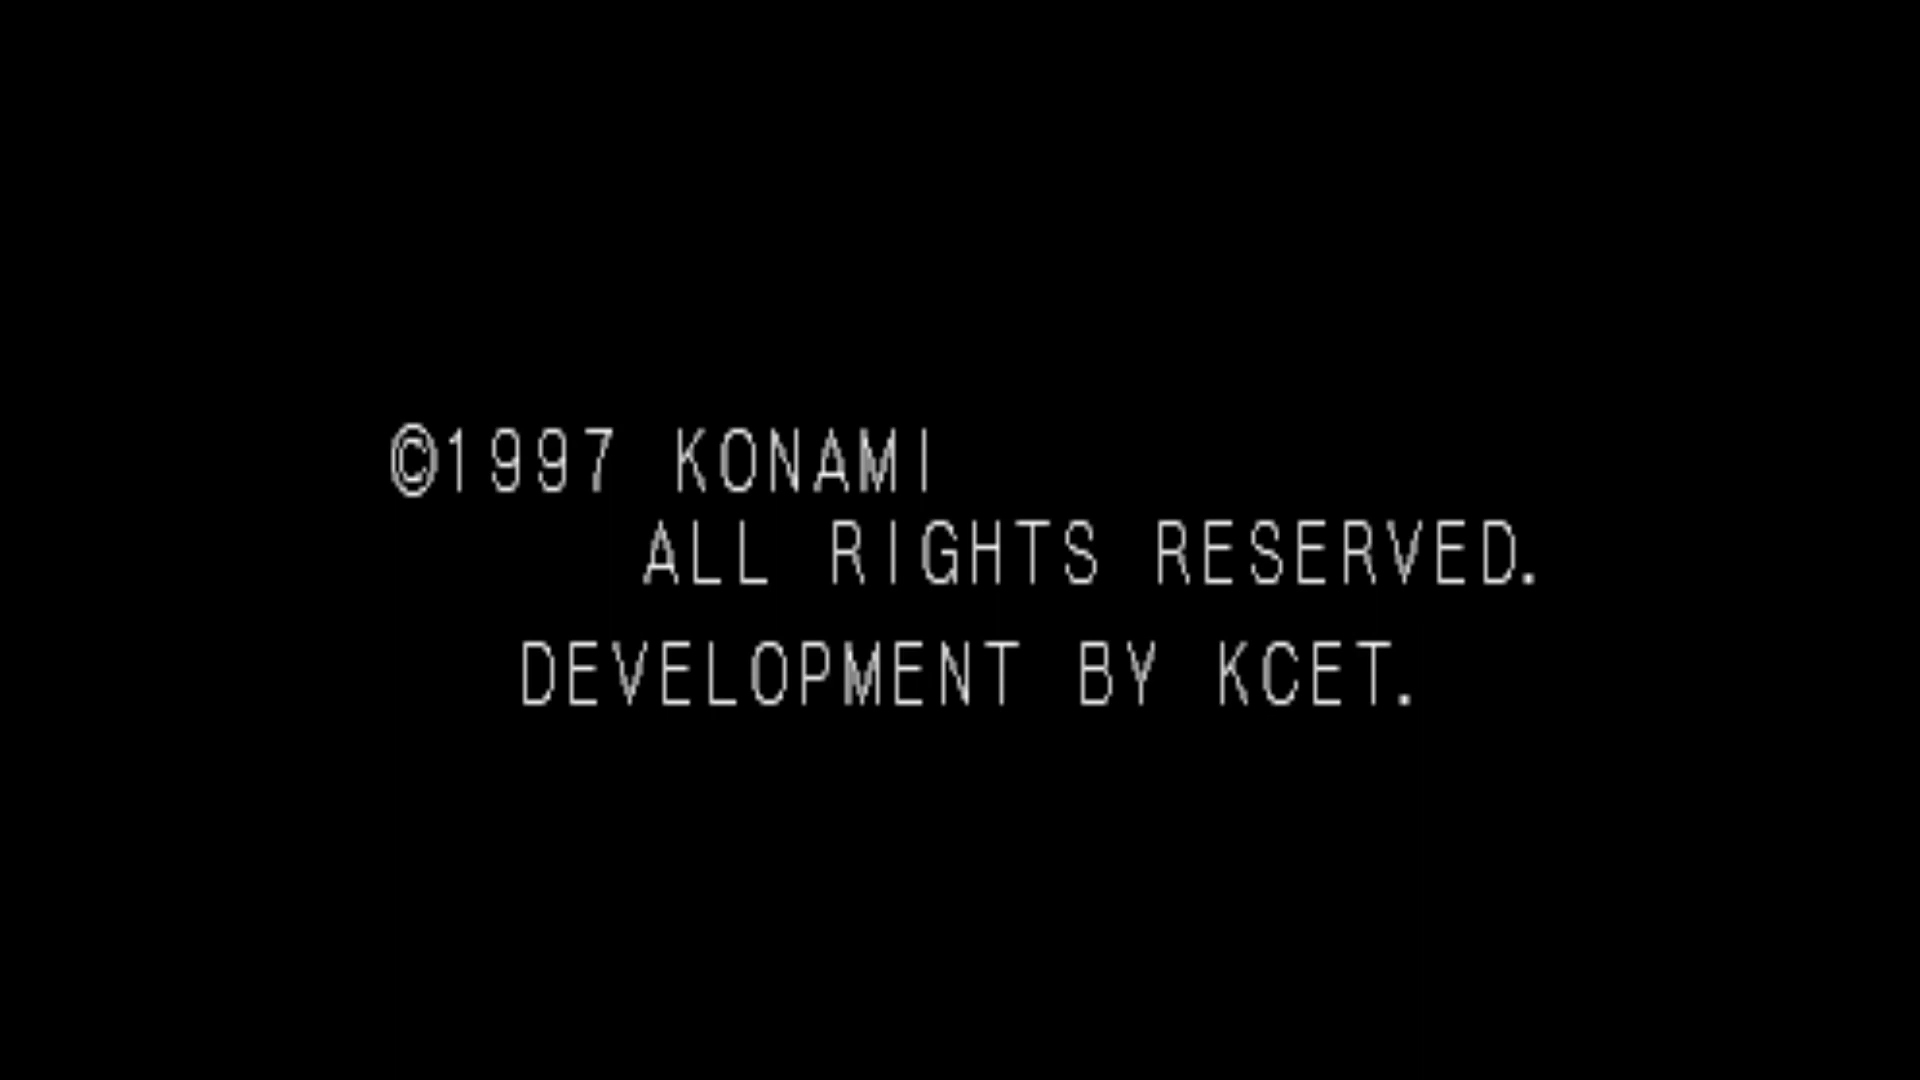 ©1997 KONAMI
ALL RIGHTS RESERVED.
DEVELOPMENT BY KCET.